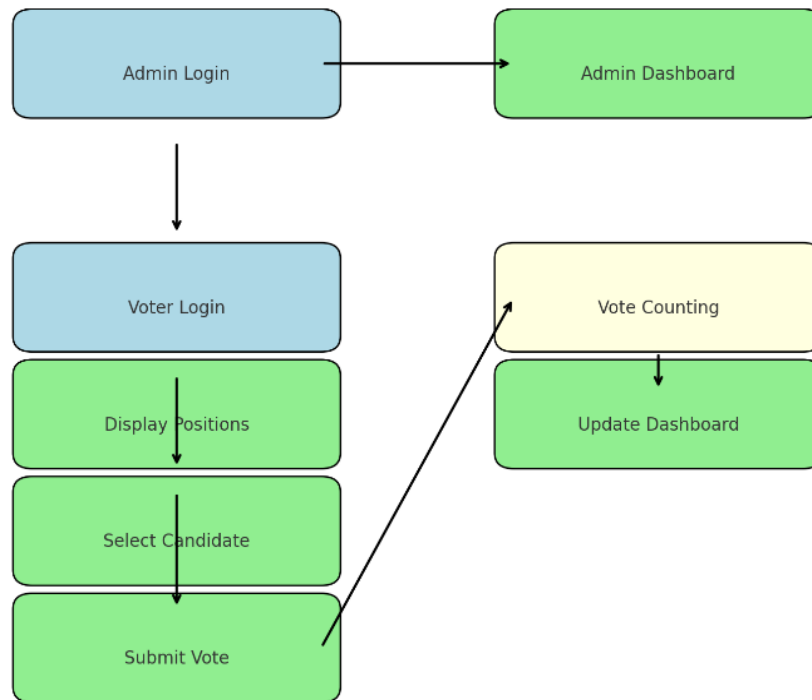 Admin Login
Admin Dashboard
Voter Login
Vote Counting
Display Positions
Update Dashboard
Select Candidate
Submit Vote